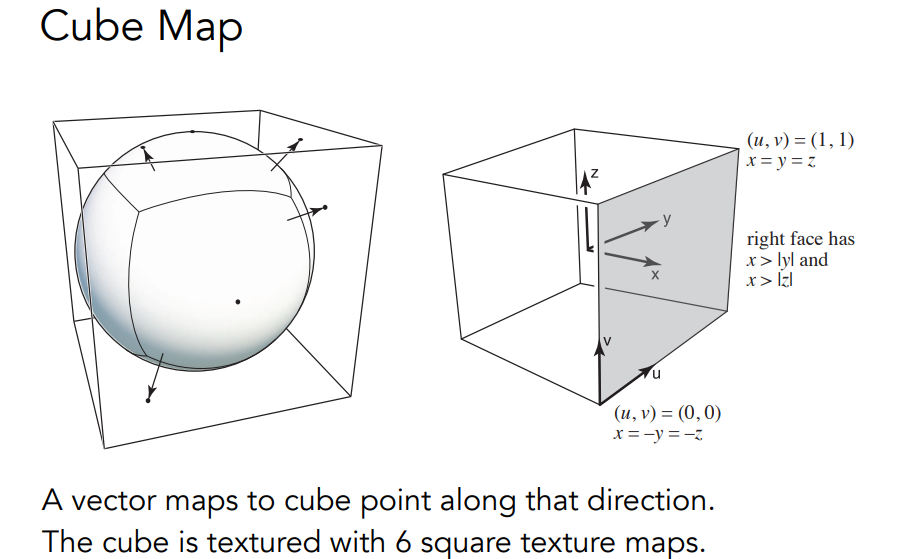 Cube Map
(u, v) = (1, 1)
x = y = z
z
y
x
right face has
x > |y| and
x > |z|
v
u
(u, v) = (0, 0)
x = –y = –z
A vector maps to cube point along that direction.
The cube is textured with 6 square texture maps.